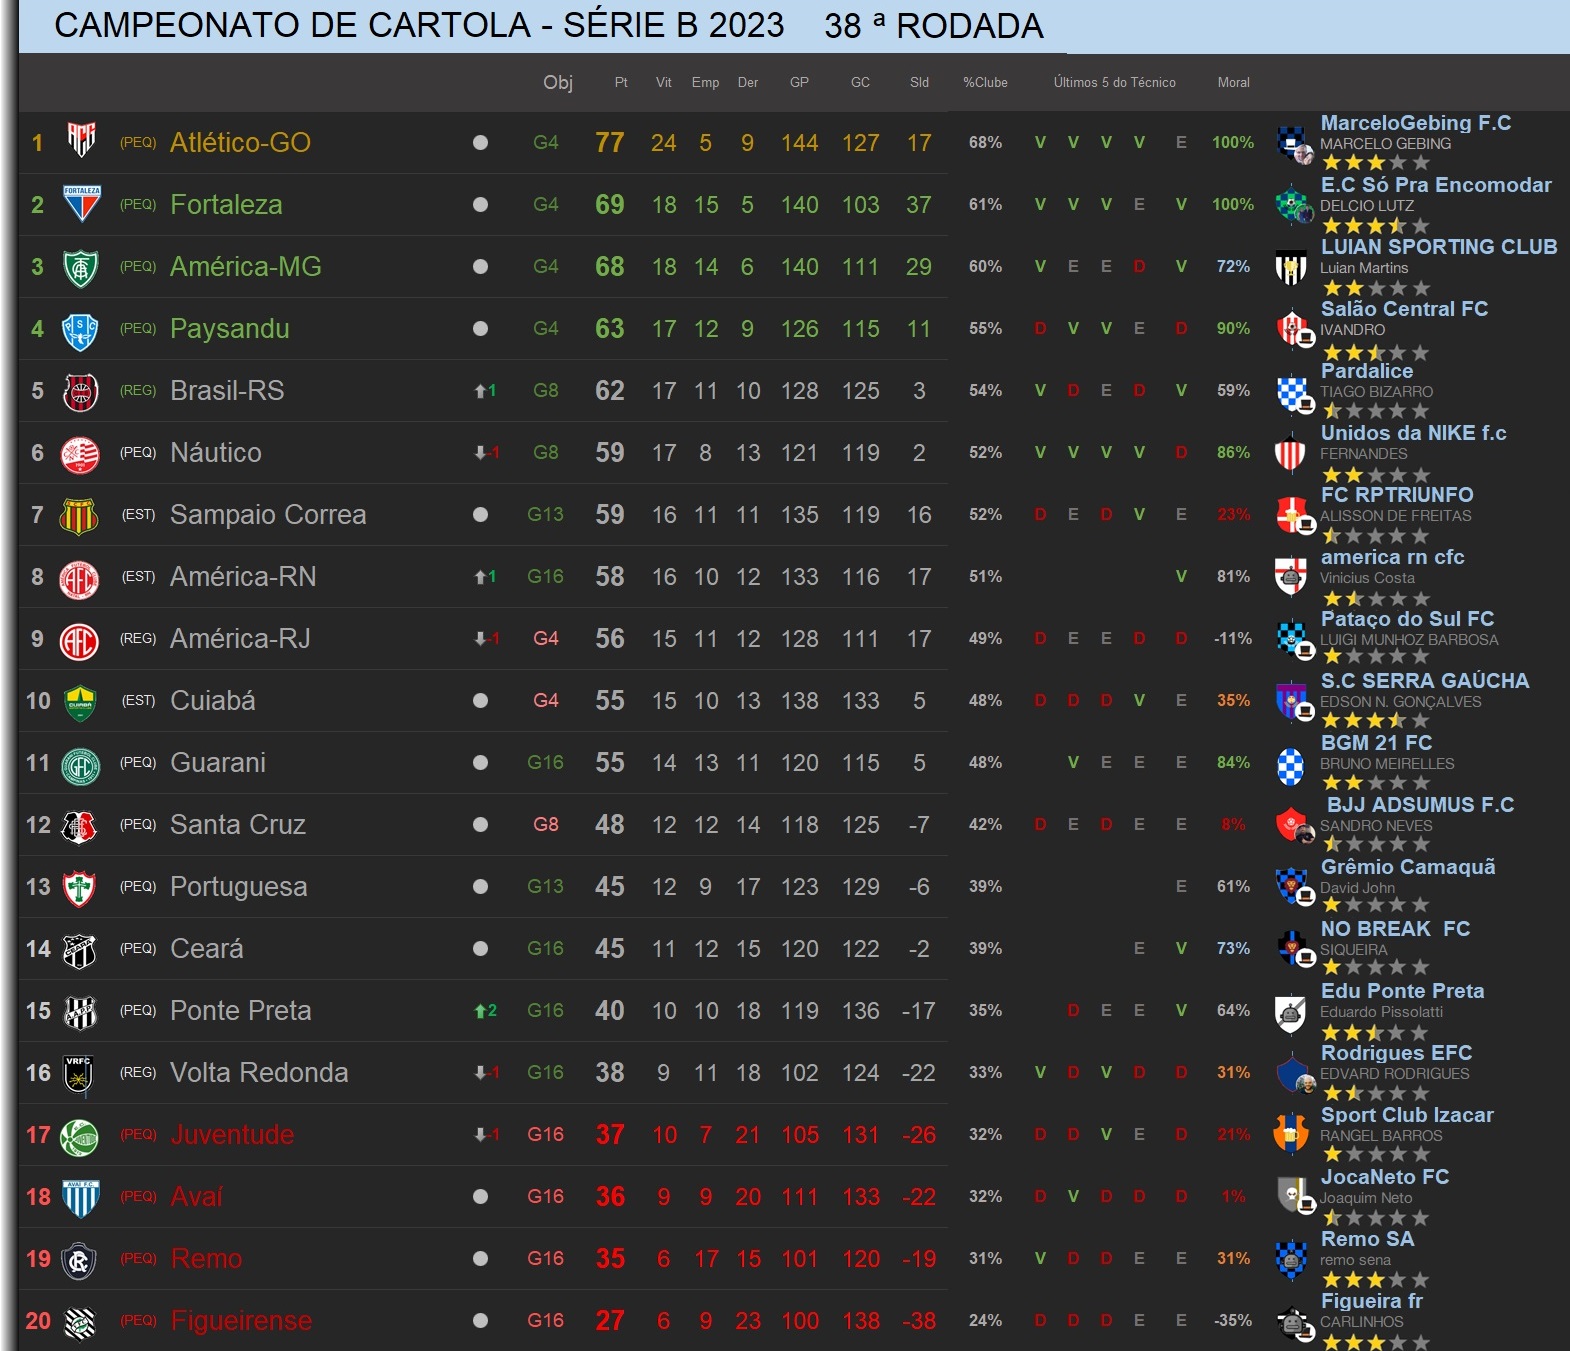 CAMPEONATO DE CARTOLA - SÉRIE B 2023 38 ª RODADA
Obj Pt Vit Emp Der GP GC Sld %Clube Últimos 5 do Técnico Moral
1 (PEQ) Atlético-GO G4 77 24 5 9 144 127 17 68% V V V V E 100% MarceloGebing F.C
MARCELO GEBING
2 FORTALEZA (PEQ) Fortaleza G4 69 18 15 5 140 103 37 61% V V V E V 100% E.C Só Pra Encomodar
DELCIO LUTZ
3 (PEQ) América-MG G4 68 18 14 6 140 111 29 60% V E E D V 72% LUIAN SPORTING CLUB
Luian Martins
4 PSC (PEQ) Paysandu G4 63 17 12 9 126 115 11 55% D V V E D 90% Salão Central FC
IVANDRO
5 (REG) Brasil-RS 1 G8 62 17 11 10 128 125 3 54% V D E D V 59% Pardalice
TIAGO BIZARRO
6 (PEQ) Náutico -1 G8 59 17 8 13 121 119 2 52% V V V V D 86% Unidos da NIKE f.c
FERNANDES
7 (EST) Sampaio Correa G13 59 16 11 11 135 119 16 52% D E D V E 23% FC RPTRIUNFO
ALISSON DE FREITAS
8 (EST) América-RN 1 G16 58 16 10 12 133 116 17 51% V 81% america rn cfc
Vinicius Costa
9 AFC (REG) América-RJ -1 G4 56 15 11 12 128 111 17 49% D E E D D -11% Pataço do Sul FC
LUIGI MUNHOZ BARBOSA
10 CUIABÁ (EST) Cuiabá G4 55 15 10 13 138 133 5 48% D D D V E 35% S.C SERRA GAÚCHA
EDSON N. GONÇALVES
11 GFC (PEQ) Guarani G16 55 14 13 11 120 115 5 48% V E E E 84% BGM 21 FC
BRUNO MEIRELLES
12 (PEQ) Santa Cruz G8 48 12 12 14 118 125 -7 42% D E D E E 8% BJJ ADSUMUS F.C
SANDRO NEVES
13 (PEQ) Portuguesa G13 45 12 9 17 123 129 -6 39% E 61% Grêmio Camaquã
David John
14 (PEQ) Ceará G16 45 11 12 15 120 122 -2 39% E V 73% NO BREAK FC
SIQUEIRA
15 (PEQ) Ponte Preta 2 G16 40 10 10 18 119 136 -17 35% D E E V 64% Edu Ponte Preta
Eduardo Pissolatti
16 VRFC (REG) Volta Redonda -1 G16 38 9 11 18 102 124 -22 33% V D V D D 31% Rodrigues EFC
EDVARD RODRIGUES
17 (PEQ) Juventude -1 G16 37 10 7 21 105 131 -26 32% D D V E D 21% Sport Club Izacar
RANGEL BARROS
18 AVAÍ F.C. (PEQ) Avaí G16 36 9 9 20 111 133 -22 32% D V D D D 1% JocaNeto FC
Joaquim Neto
19 (PEQ) Remo G16 35 6 17 15 101 120 -19 31% V D D E E 31% Remo SA
remo sena
20 (PEQ) Figueirense G16 27 6 9 23 100 138 -38 24% D D D E E -35% Figueira fr
CARLINHOS